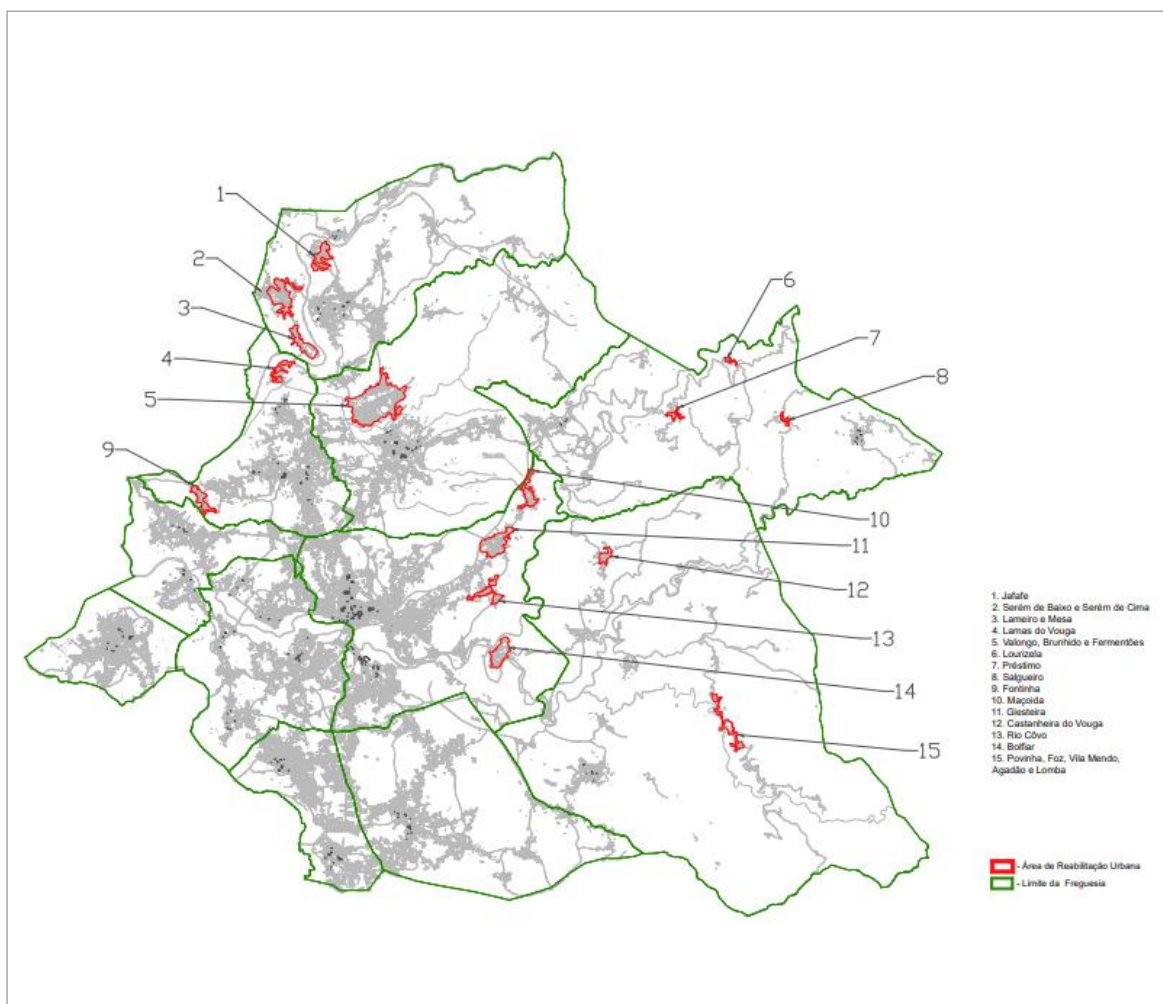 1
2
3
4
5
6
7
8
9
10
11
12
13
14
15
1. Jafafe
2. Serém de Baixo e Serém de Cima
3. Lameiro e Mesa
4. Lamas do Vouga
5. Valongo, Brunhido e Fermentões
6. Lourizela
7. Préstimo
8. Salgueiro
9. Fontinha
10. Maçoida
11. Giesteira
12. Castanheira do Vouga
13. Rio Côvo
14. Bolfiar
15. Povinha, Foz, Vila Mendo,
Agadão e Lomba
- Área de Reabilitação Urbana
- Limite da Freguesia